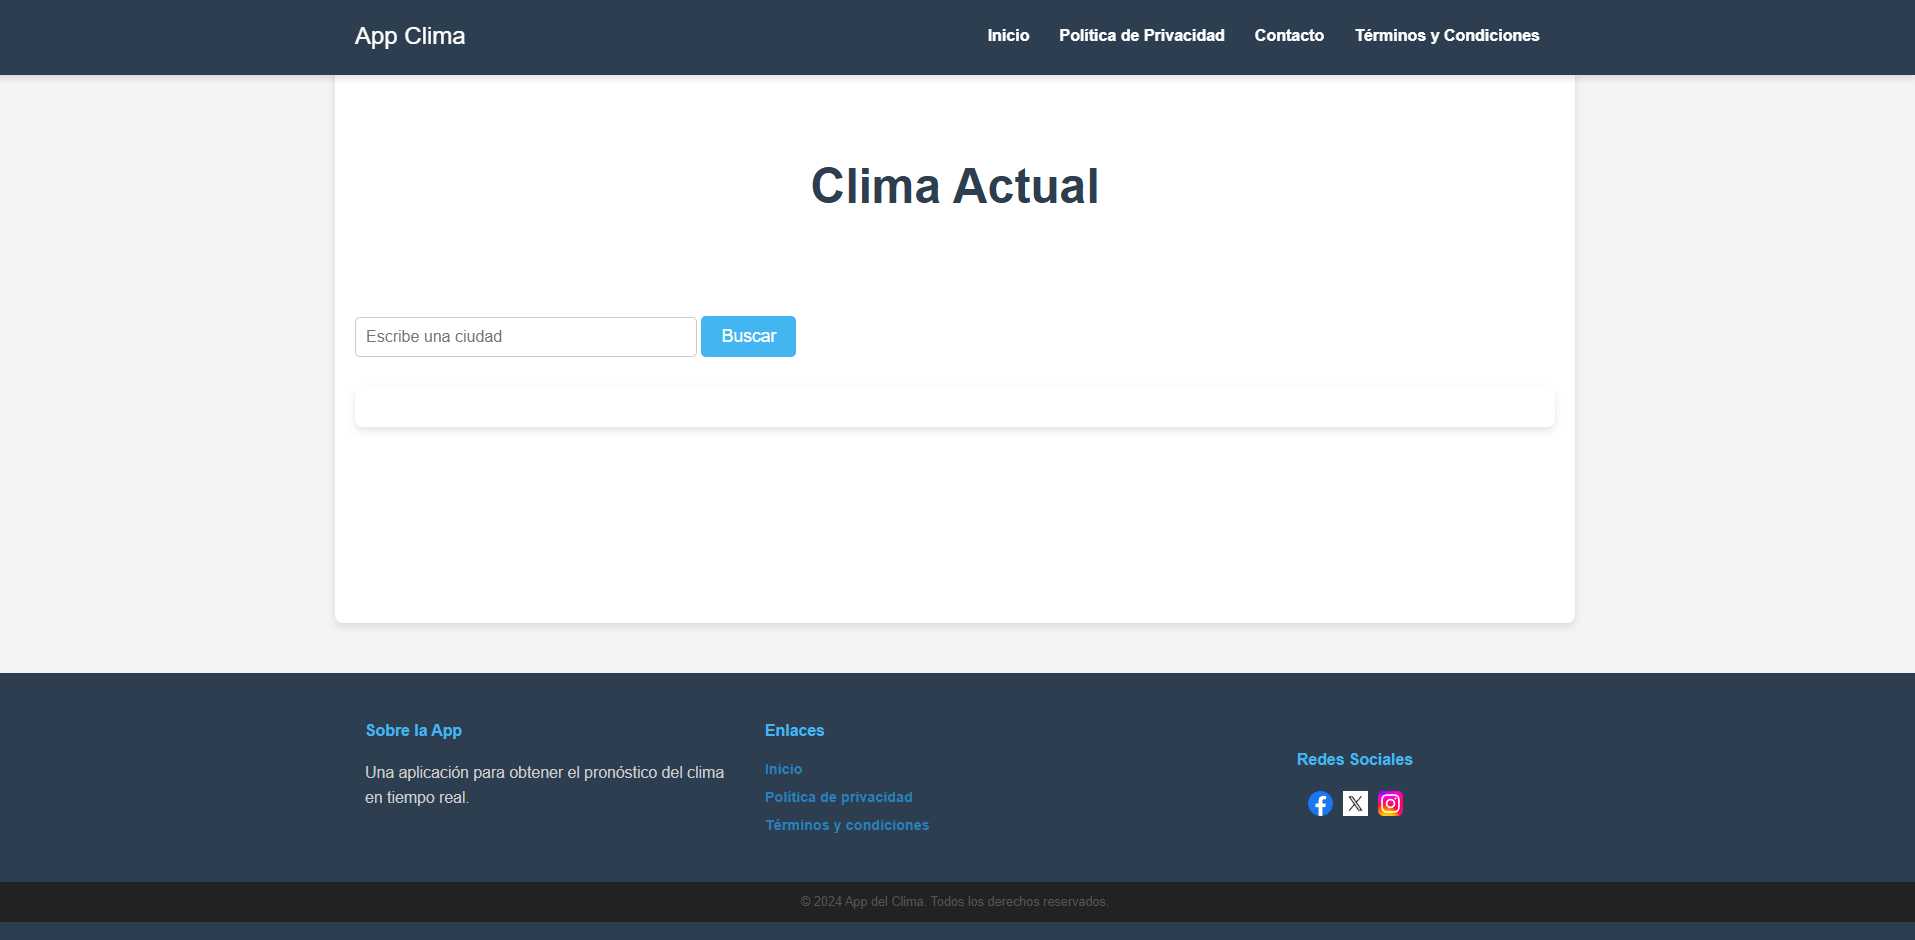 App Clima
Inicio
Política de Privacidad
Contacto
Términos y Condiciones
Clima Actual
Escribe una ciudad
Buscar
Sobre la App
Una aplicación para obtener el pronóstico del clima
en tiempo real.
Enlaces
Inicio
Política de privacidad
Términos y condiciones
Redes Sociales
© 2024 App del Clima. Todos los derechos reservados.